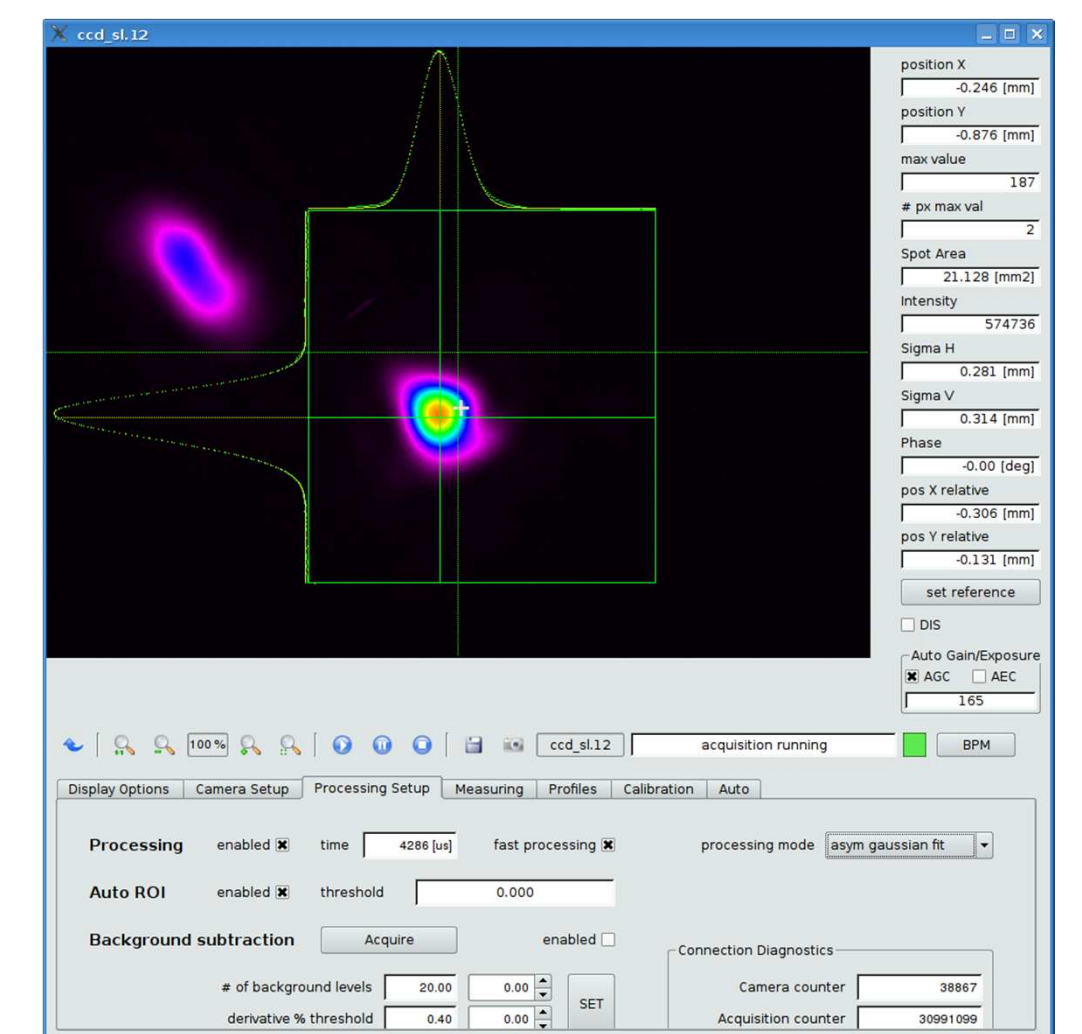 ccd_sl.12
position X
-0.246 [mm]
position Y
-0.876 [mm]
max value
187
# px max val
2
Spot Area
21.128 [mm2]
Intensity
574736
Sigma H
0.281 [mm]
Sigma V
0.314 [mm]
Phase
-0.00 [deg]
pos X relative
-0.306 [mm]
pos Y relative
-0.131 [mm]
set reference
DIS
Auto Gain/Exposure
AGC AEC
165
100 % ccd_sl.12 acquisition running BPM
Display Options Camera Setup Processing Setup Measuring Profiles Calibration Auto
Processing enabled time 4286 [us] fast processing processing mode asym gaussian fit
Auto ROI enabled threshold 0.000
Background subtraction Acquire enabled
Connection Diagnostics
# of background levels 20.00 0.00 SET Camera counter 38867
derivative % threshold 0.40 0.00 Acquisition counter 30991099